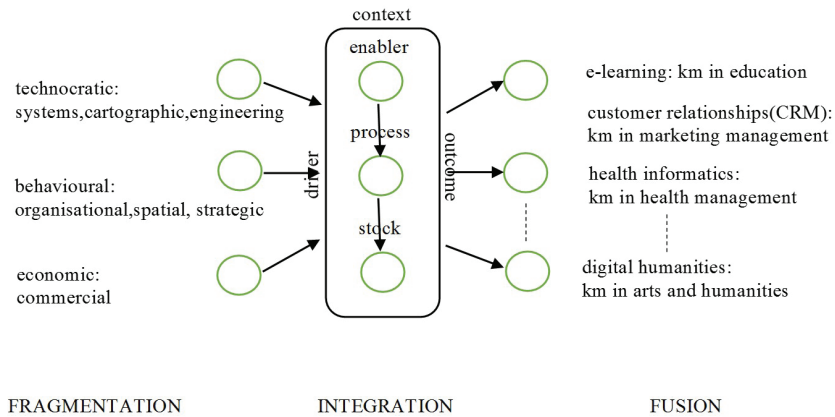 context
enabler
process
stock
driver
outcome
technocratic:
systems,cartographic,engineering
behavioural:
organisational,spatial, strategic
economic:
commercial
e-learning: km in education
customer relationships(CRM):
km in marketing management
health informatics:
km in health management
digital humanities:
km in arts and humanities
FRAGMENTATION
INTEGRATION
FUSION